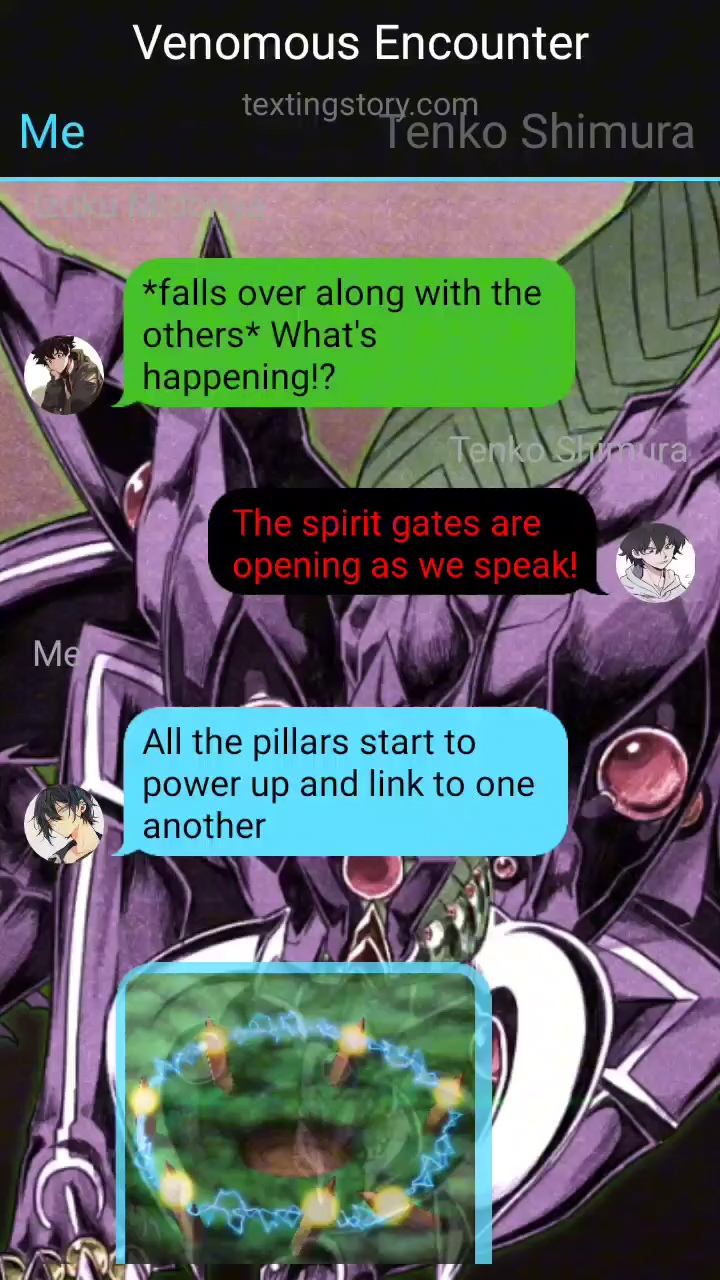 Venomous Encounter
textingstory.com
Me
Tenko Shimura
Izuku Midoriya
*falls over along with the
others* What's
happening!?
Tenko Shimura
The spirit gates are
opening as we speak!
Me
All the pillars start to
power up and link to one
another